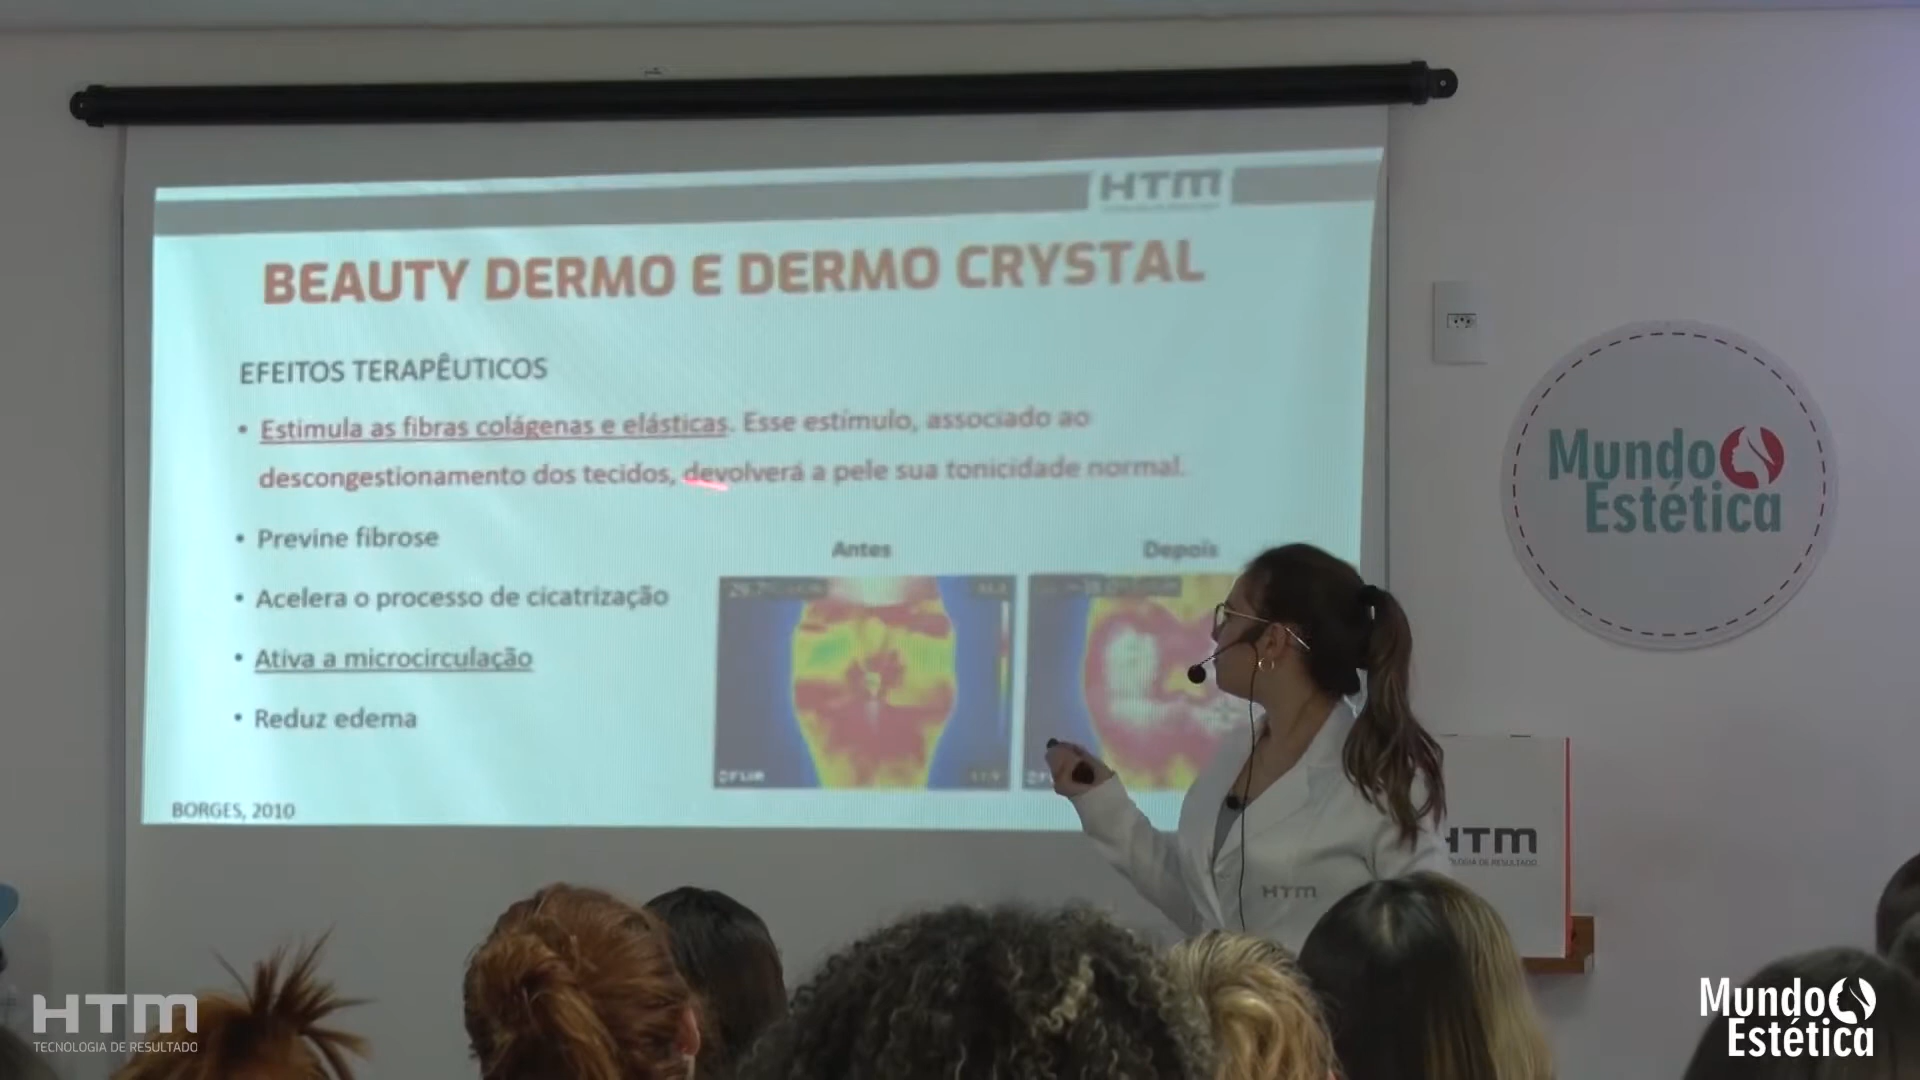 HTM
BEAUTY DERMO E DERMO CRYSTAL
EFEITOS TERAPÊUTICOS
• Estimula as fibras colágenas e elásticas. Esse estímulo, associado ao
descongestionamento dos tecidos, devolverá a pele sua tonicidade normal.
• Previne fibrose
• Acelera o processo de cicatrização
• Ativa a microcirculação
• Reduz edema
Antes
Depois
FLIR
BORGES, 2010
Mundo
Estética
HTM
HTM
HTM
TECNOLOGIA DE RESULTADO
Mundo
Estética